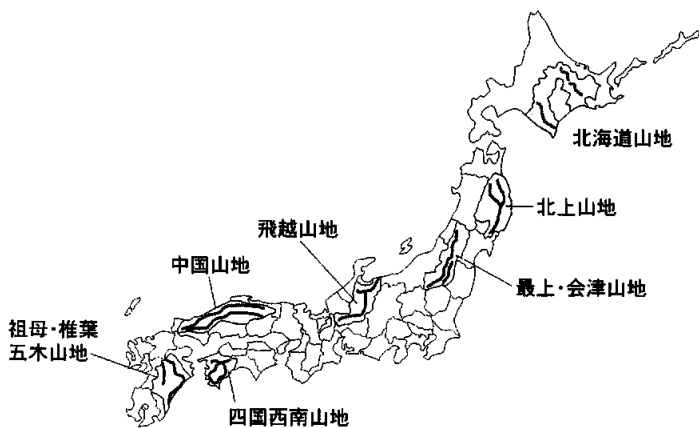 北海道山地
北上山地
飛越山地
中国山地
最上・会津山地
祖母・椎葉
五木山地
四国西南山地